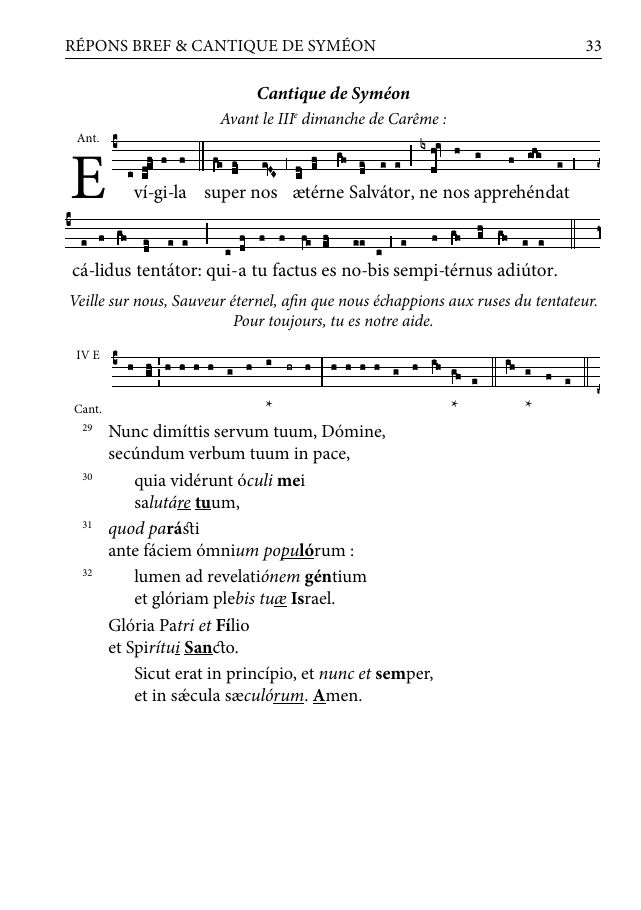 RÉPONS BREF & CANTIQUE DE SYMÉON 33
Cantique de Syméon
Avant le IIIe dimanche de Carême :
Ant.
E ví-gi-la super nos ætérne Salvátor, ne nos apprehéndat
cá-lidus tentátor: qui-a tu factus es no-bis sempi-térnus adiútor.
Veille sur nous, Sauveur éternel, afin que nous échappions aux ruses du tentateur.
Pour toujours, tu es notre aide.
IV E
* * *
Cant.
29 Nunc dimíttis servum tuum, Dómine,
secúndum verbum tuum in pace,
30 quia vidérunt óculi mei
salutáre tuum,
31 quod parásti
ante fáciem ómnium populórum :
32 lumen ad revelatiónem géntium
et glóriam plebis tuæ Israel.
Glória Patri et Fílio
et Spirítui Sancto.
Sicut erat in princípio, et nunc et semper,
et in sǽcula sæculórum. Amen.